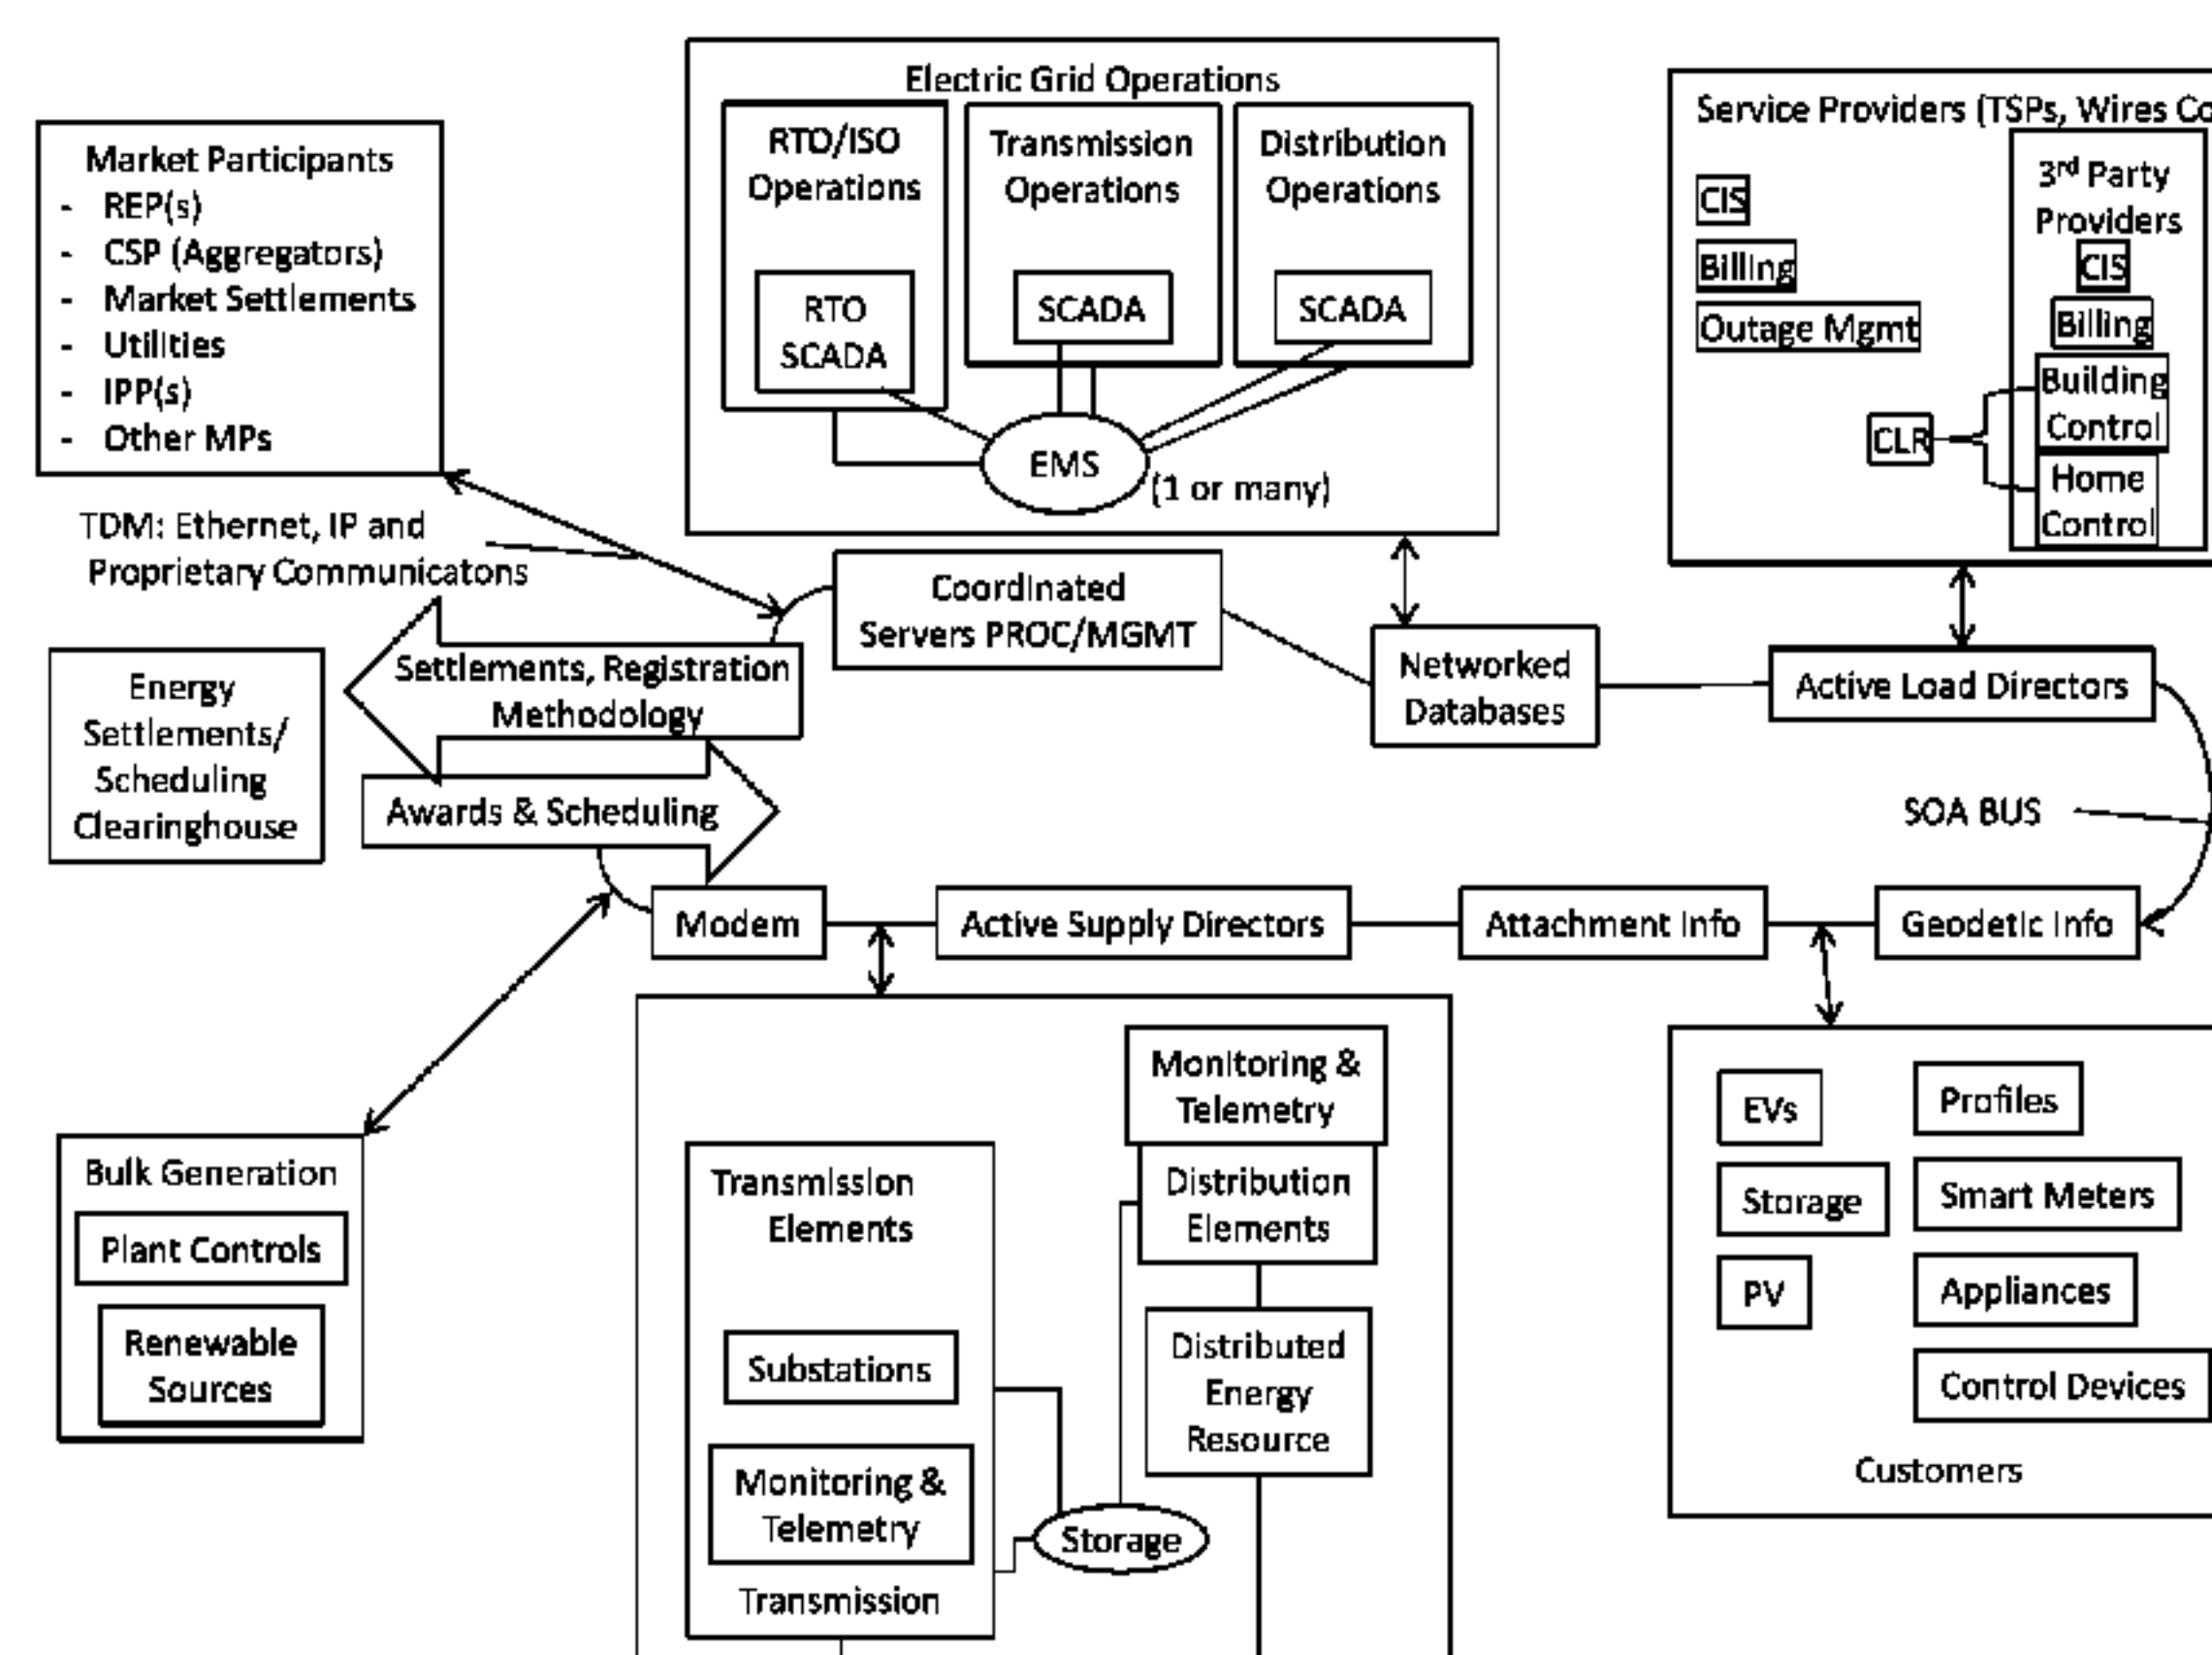 Electric Grid Operations
RTO/ISO
Operations
RTO
SCADA
Transmission
Operations
SCADA
Distribution
Operations
SCADA
EMS
(1 or many)
Service Providers (TSPs, Wires Co
CIS
Billing
Outage Mgmt
CLR
3rd Party
Providers
CIS
Billing
Building
Control
Home
Control
Market Participants
- REP(s)
- CSP (Aggregators)
- Market Settlements
- Utilities
- IPP(s)
- Other MPs
TDM: Ethernet, IP and
Proprietary Communicatons
Coordinated
Servers PROC/MGMT
Networked
Databases
Active Load Directors
Energy
Settlements/
Scheduling
Clearinghouse
Settlements, Registration
Methodology
Awards & Scheduling
SOA BUS
Modem
Active Supply Directors
Attachment Info
Geodetic Info
Bulk Generation
Plant Controls
Renewable
Sources
Transmission
Elements
Substations
Monitoring &
Telemetry
Transmission
Storage
Monitoring &
Telemetry
Distribution
Elements
Distributed
Energy
Resource
EVs
Storage
PV
Profiles
Smart Meters
Appliances
Control Devices
Customers